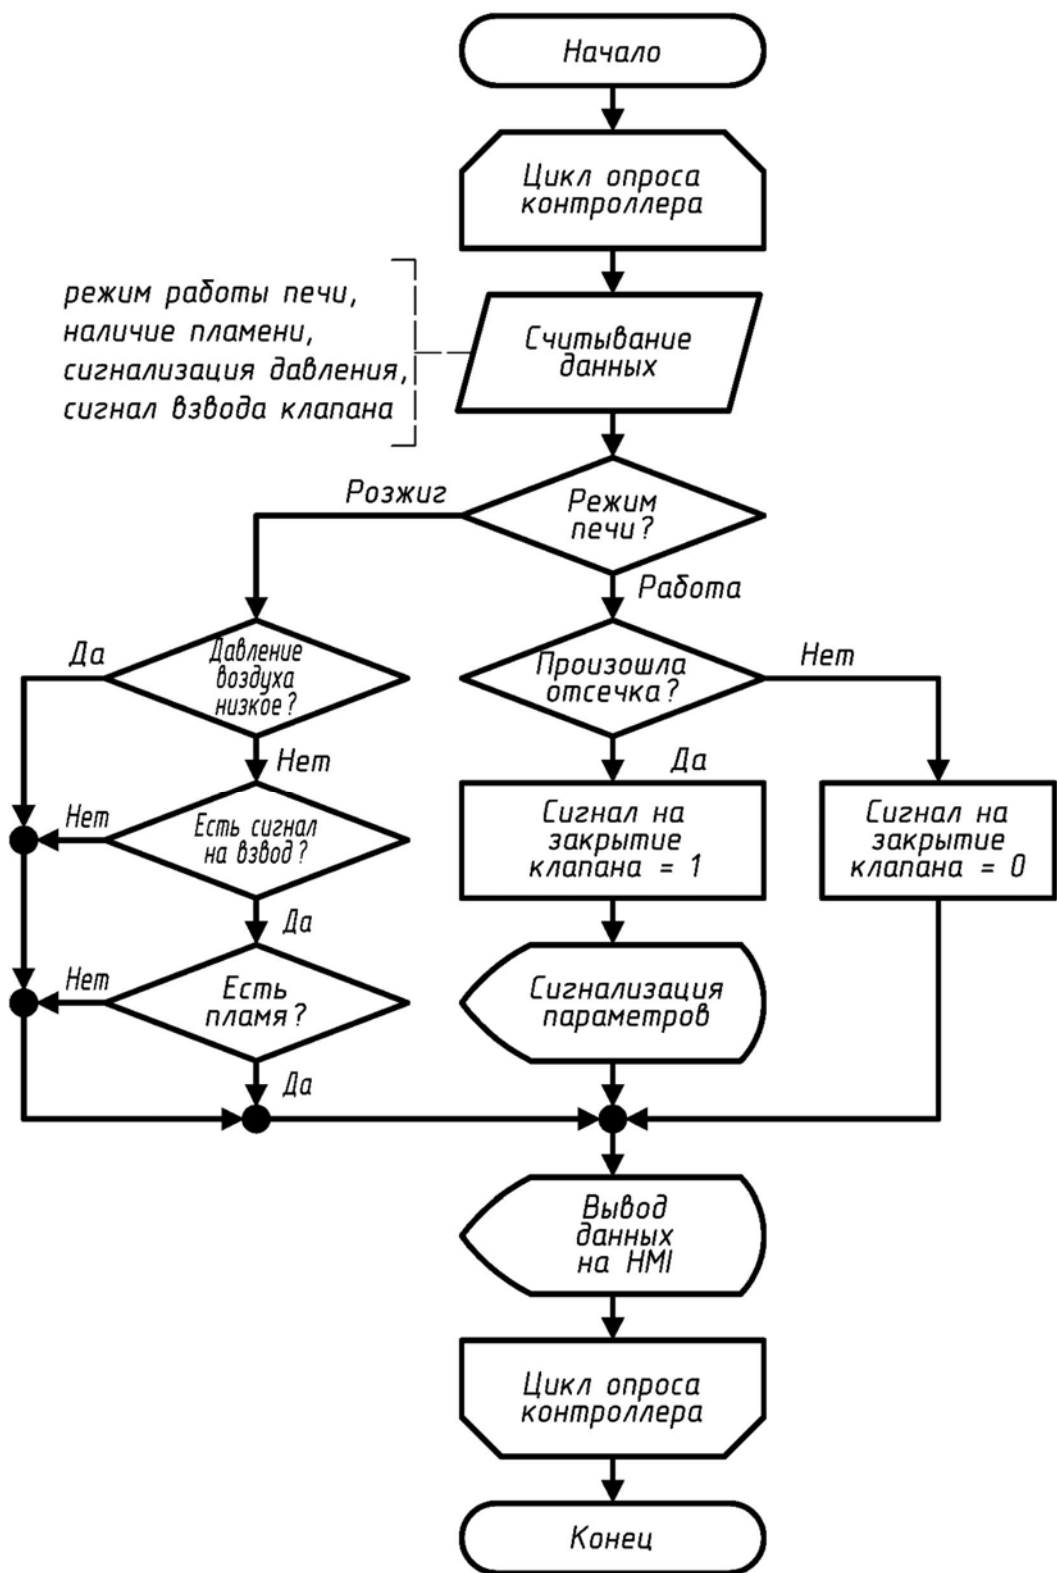 Начало
Цикл опроса
контроллера
режим работы печи,
наличие пламени,
сигнализация давления,
сигнал взвода клапана
Считывание
данных
Розжиг
Режим
печи?
Работа
Да
Давление
воздуха
низкое?
Произошла
отсечка?
Нет
Нет
Да
Нет
Есть сигнал
на взвод?
Сигнал на
закрытие
клапана = 1
Сигнал на
закрытие
клапана = 0
Да
Нет
Есть
пламя?
Сигнализация
параметров
Да
Вывод
данных
на HMI
Цикл опроса
контроллера
Конец